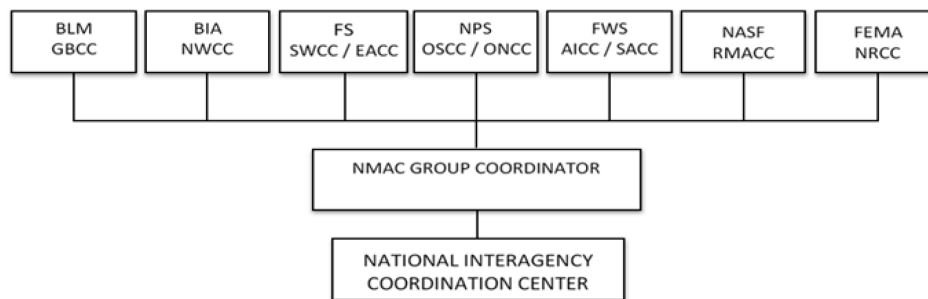 BLM
GBCC
BIA
NWCC
FS
SWCC / EACC
NPS
OSCC / ONCC
FWS
AICC / SACC
NASF
RMACC
FEMA
NRCC
NMAC GROUP COORDINATOR
NATIONAL INTERAGENCY
COORDINATION CENTER